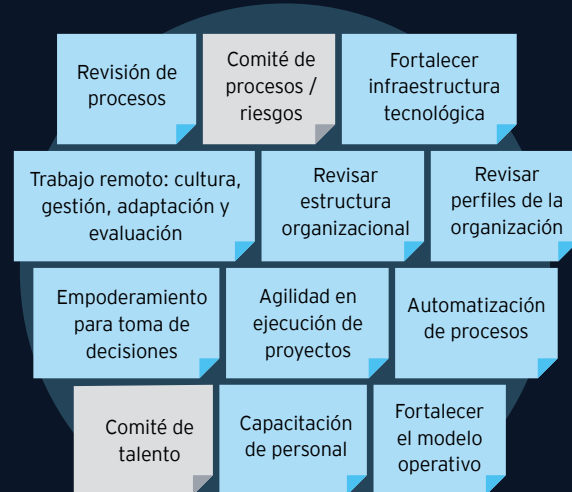 Revisión de
procesos
Comité de
procesos /
riesgos
Fortalecer
infraestructura
tecnológica
Trabajo remoto: cultura,
gestión, adaptación y
evaluación
Revisar
estructura
organizacional
Revisar
perfiles de la
organización
Empoderamiento
para toma de
decisiones
Agilidad en
ejecución de
proyectos
Automatización
de procesos
Comité de
talento
Capacitación
de personal
Fortalecer
el modelo
operativo